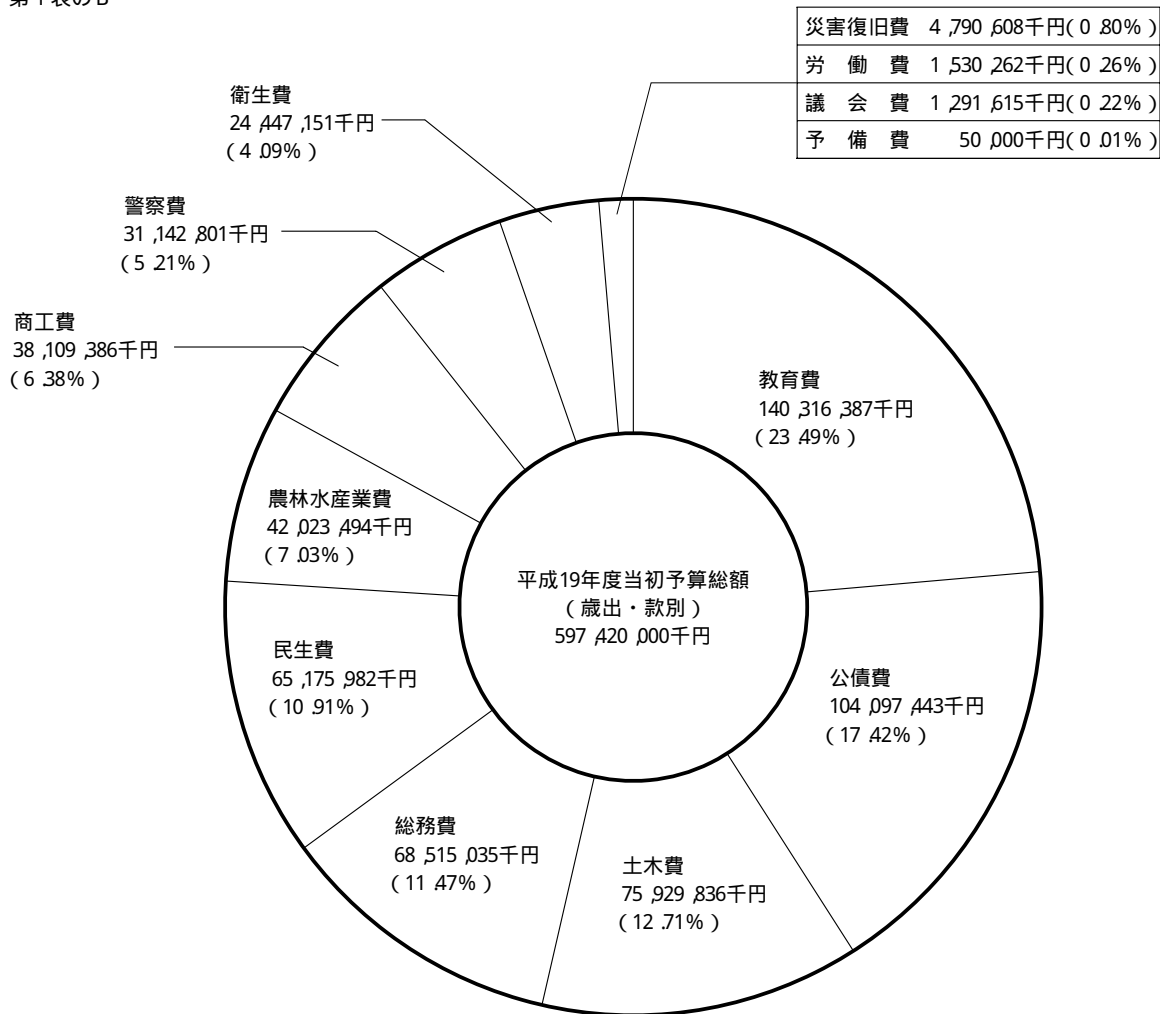 第1表のB
災害復旧費 4,790,608千円(0.80%)
労働費 1,530,262千円(0.26%)
議会費 1,291,615千円(0.22%)
予備費 50,000千円(0.01%)
衛生費
24,447,151千円
(4.09%)
警察費
31,142,801千円
(5.21%)
商工費
38,109,386千円
(6.38%)
教育費
140,316,387千円
(23.49%)
農林水産業費
42,023,494千円
(7.03%)
平成19年度当初予算総額
(歳出・款別)
597,420,000千円
民生費
65,175,982千円
(10.91%)
公債費
104,097,443千円
(17.42%)
総務費
68,515,035千円
(11.47%)
土木費
75,929,836千円
(12.71%)